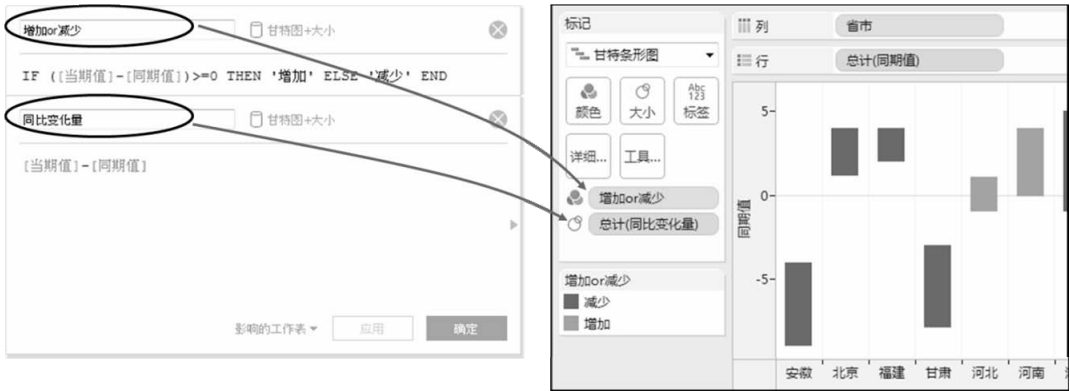 增加or减少
甘特图+大小
IF ([当期值]-[同期值])>=0 THEN '增加' ELSE '减少' END
同比变化量
甘特图+大小
[当期值]-[同期值]
影响的工作表
应用
确定
标记
甘特条形图
颜色
大小
Abc
123
标签
详细...
工具...
增加or减少
总计(同比变化量)
增加or减少
减少
增加
列
省市
行
总计(同期值)
同期值
5
0
-5
安徽 北京 福建 甘肃 河北 河南